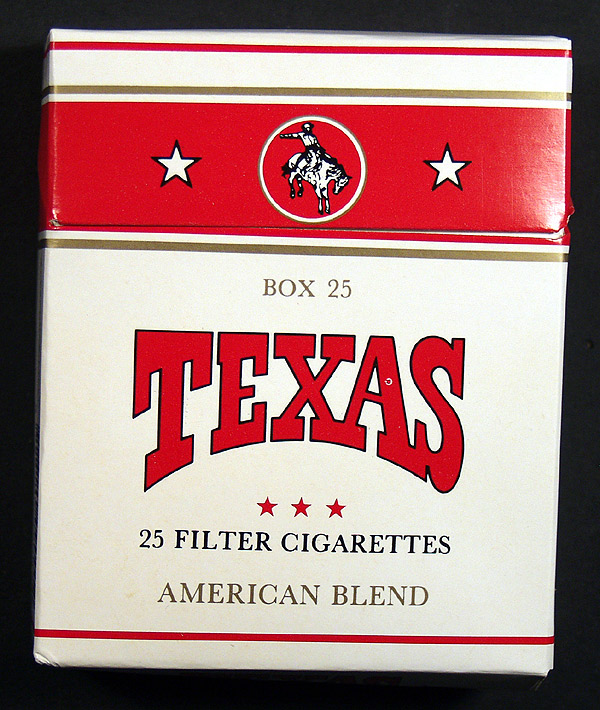 BOX 25
TEXAS
25 FILTER CIGARETTES
AMERICAN BLEND